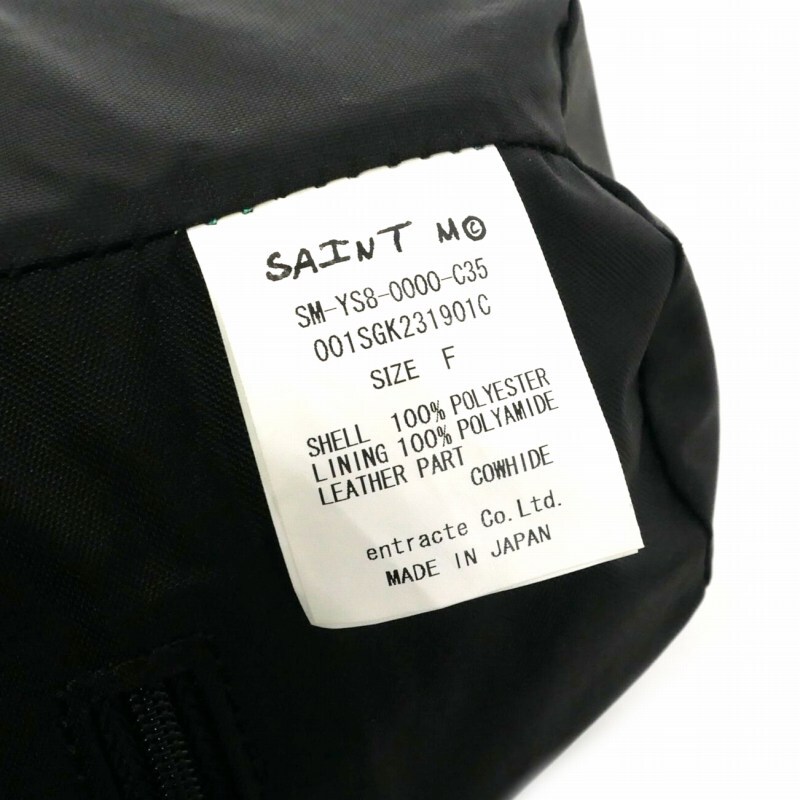 SAINT M©
SM-YS8-0000-C35
001SGK231901C
SIZE F
SHELL 100% POLYESTER
LINING 100% POLYAMIDE
LEATHER PART COWHIDE
entracte Co.Ltd.
MADE IN JAPAN